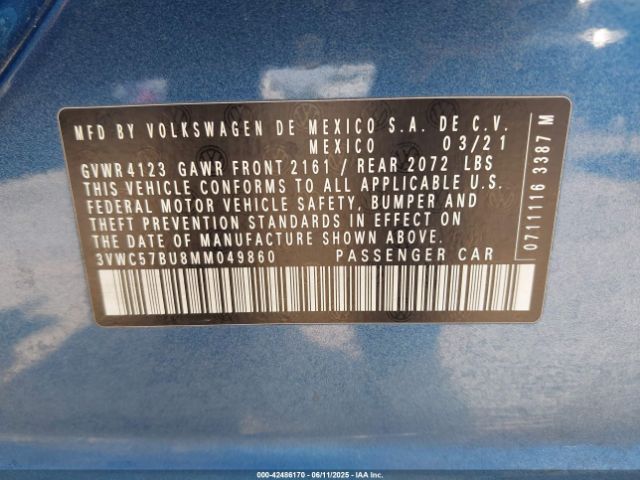 MFD BY VOLKSWAGEN DE MEXICO S.A. DE C.V.
MEXICO 03/21
GVWR 4123 GAWR FRONT 2161 / REAR 2072 LBS
THIS VEHICLE CONFORMS TO ALL APPLICABLE U.S.
FEDERAL MOTOR VEHICLE SAFETY, BUMPER AND
THEFT PREVENTION STANDARDS IN EFFECT ON
THE DATE OF MANUFACTURE SHOWN ABOVE.
3VWC57BU8MM049860 PASSENGER CAR
0711116 3387 M
000-42486170 - 06/11/2025 - IAA Inc.